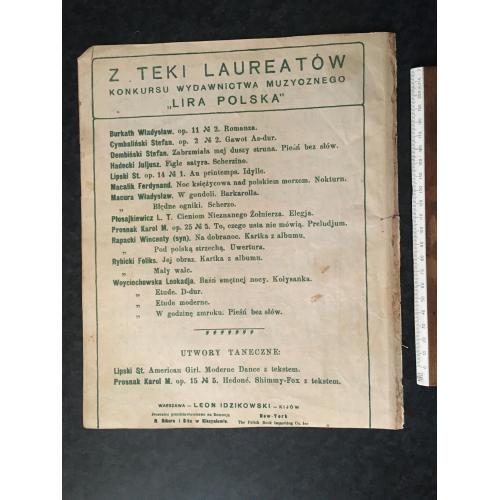 Z TEKI LAUREATÓW
KONKURSU WYDAWNICTWA MUZYCZNEGO
„LIRA POLSKA”
Burkath Władysław. op. 11 № 2. Romanza.
Cymbaliński Stefan. op. 2 № 2. Gawot As-dur.
Dembiński Stefan. Zabrzmiała mej duszy struna. Pieśń bez słów.
Hadecki Juljusz. Figle satyra. Scherzino.
Lipski St. op. 14 № 1. Au printemps. Idylle.
Macalik Ferdynand. Noc księżycowa nad polskiem morzem. Nokturn.
Macura Władysław. W gondoli. Barkarolla.
„ Błędne ogniki. Scherzo.
Płosajkiewicz L. T. Cieniom Nieznanego Żołnierza. Elegja.
Prosnak Karol M. op. 25 № 5. To, czego usta nie mówią. Preludjum.
Rapacki Wincenty (syn). Na dobranoc. Kartka z albumu.
„ Pod polską strzechą. Uwertura.
Rybicki Feliks. Jej obraz. Kartka z albumu.
„ Mały walc.
Woyciechowska Leokadja. Baśń smętnej nocy. Kołysanka.
„ Etude. D-dur.
„ Etude moderne.
„ W godzinę zmroku. Pieśń bez słów.
UTWORY TANECZNE:
Lipski St. American Girl. Moderne Dance z tekstem.
Prosnak Karol M. op. 15 № 5. Hedoné. Shimmy-Fox z tekstem.
WARSZAWA — LEON IDZIKOWSKI — KIJÓW
New-York
The Polish Book Importing Co. Inc.